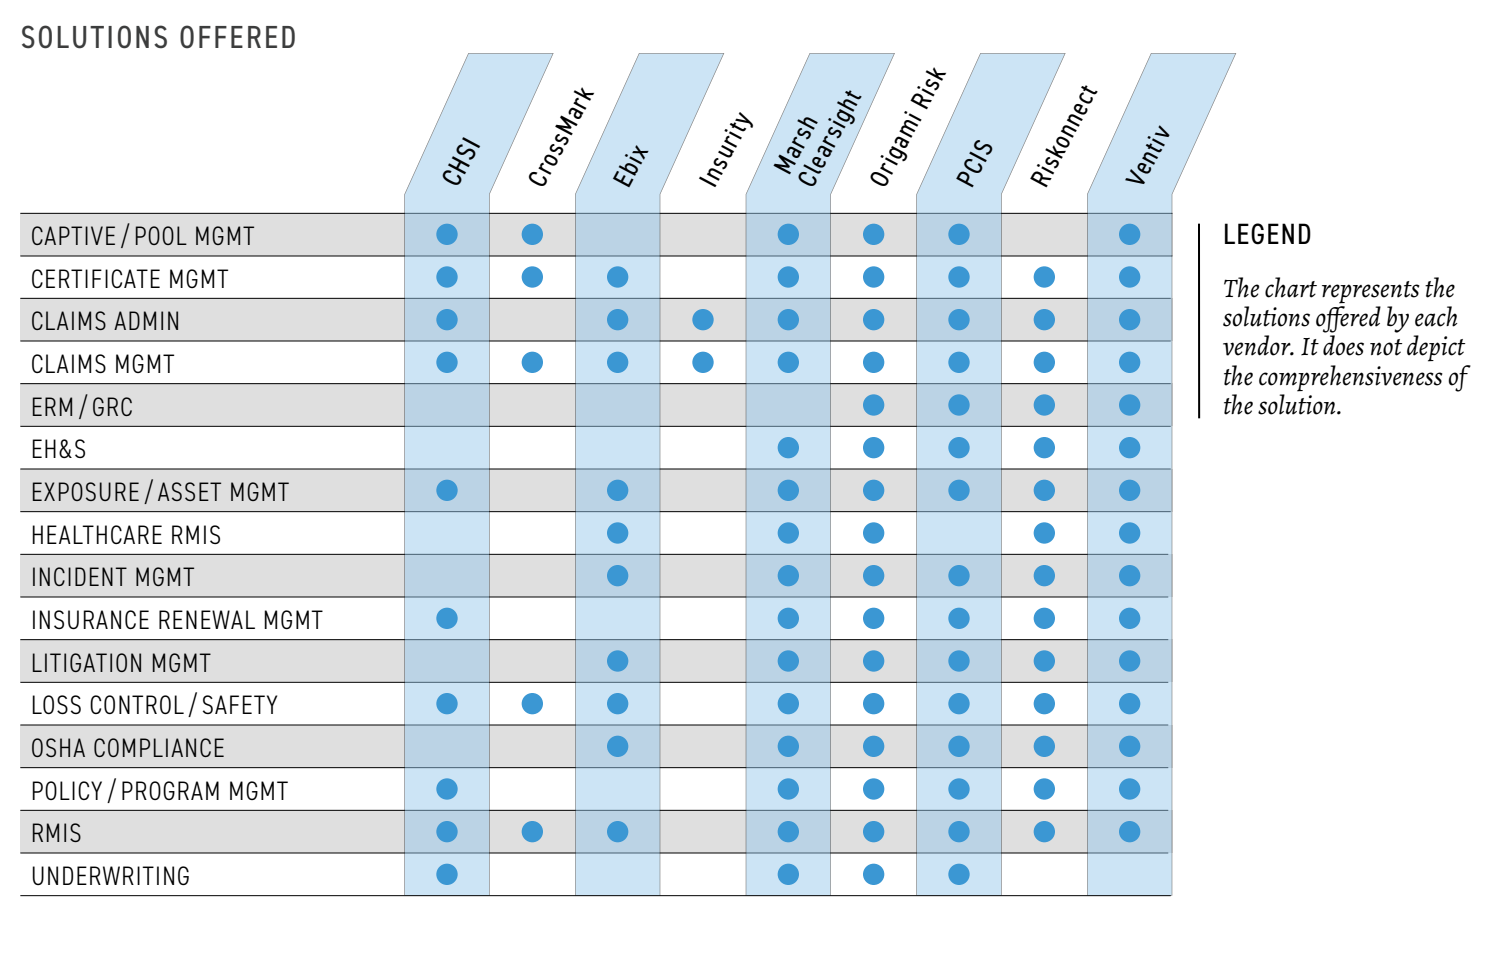 SOLUTIONS OFFERED
CHSI
CrossMark
Ebix
Insurity
Marsh
Clearsight
Origami Risk
PCIS
Riskonnect
Ventiv
CAPTIVE / POOL MGMT
CERTIFICATE MGMT
CLAIMS ADMIN
CLAIMS MGMT
ERM / GRC
EH&S
EXPOSURE / ASSET MGMT
HEALTHCARE RMIS
INCIDENT MGMT
INSURANCE RENEWAL MGMT
LITIGATION MGMT
LOSS CONTROL / SAFETY
OSHA COMPLIANCE
POLICY / PROGRAM MGMT
RMIS
UNDERWRITING
LEGEND
The chart represents the
solutions offered by each
vendor. It does not depict
the comprehensiveness of
the solution.